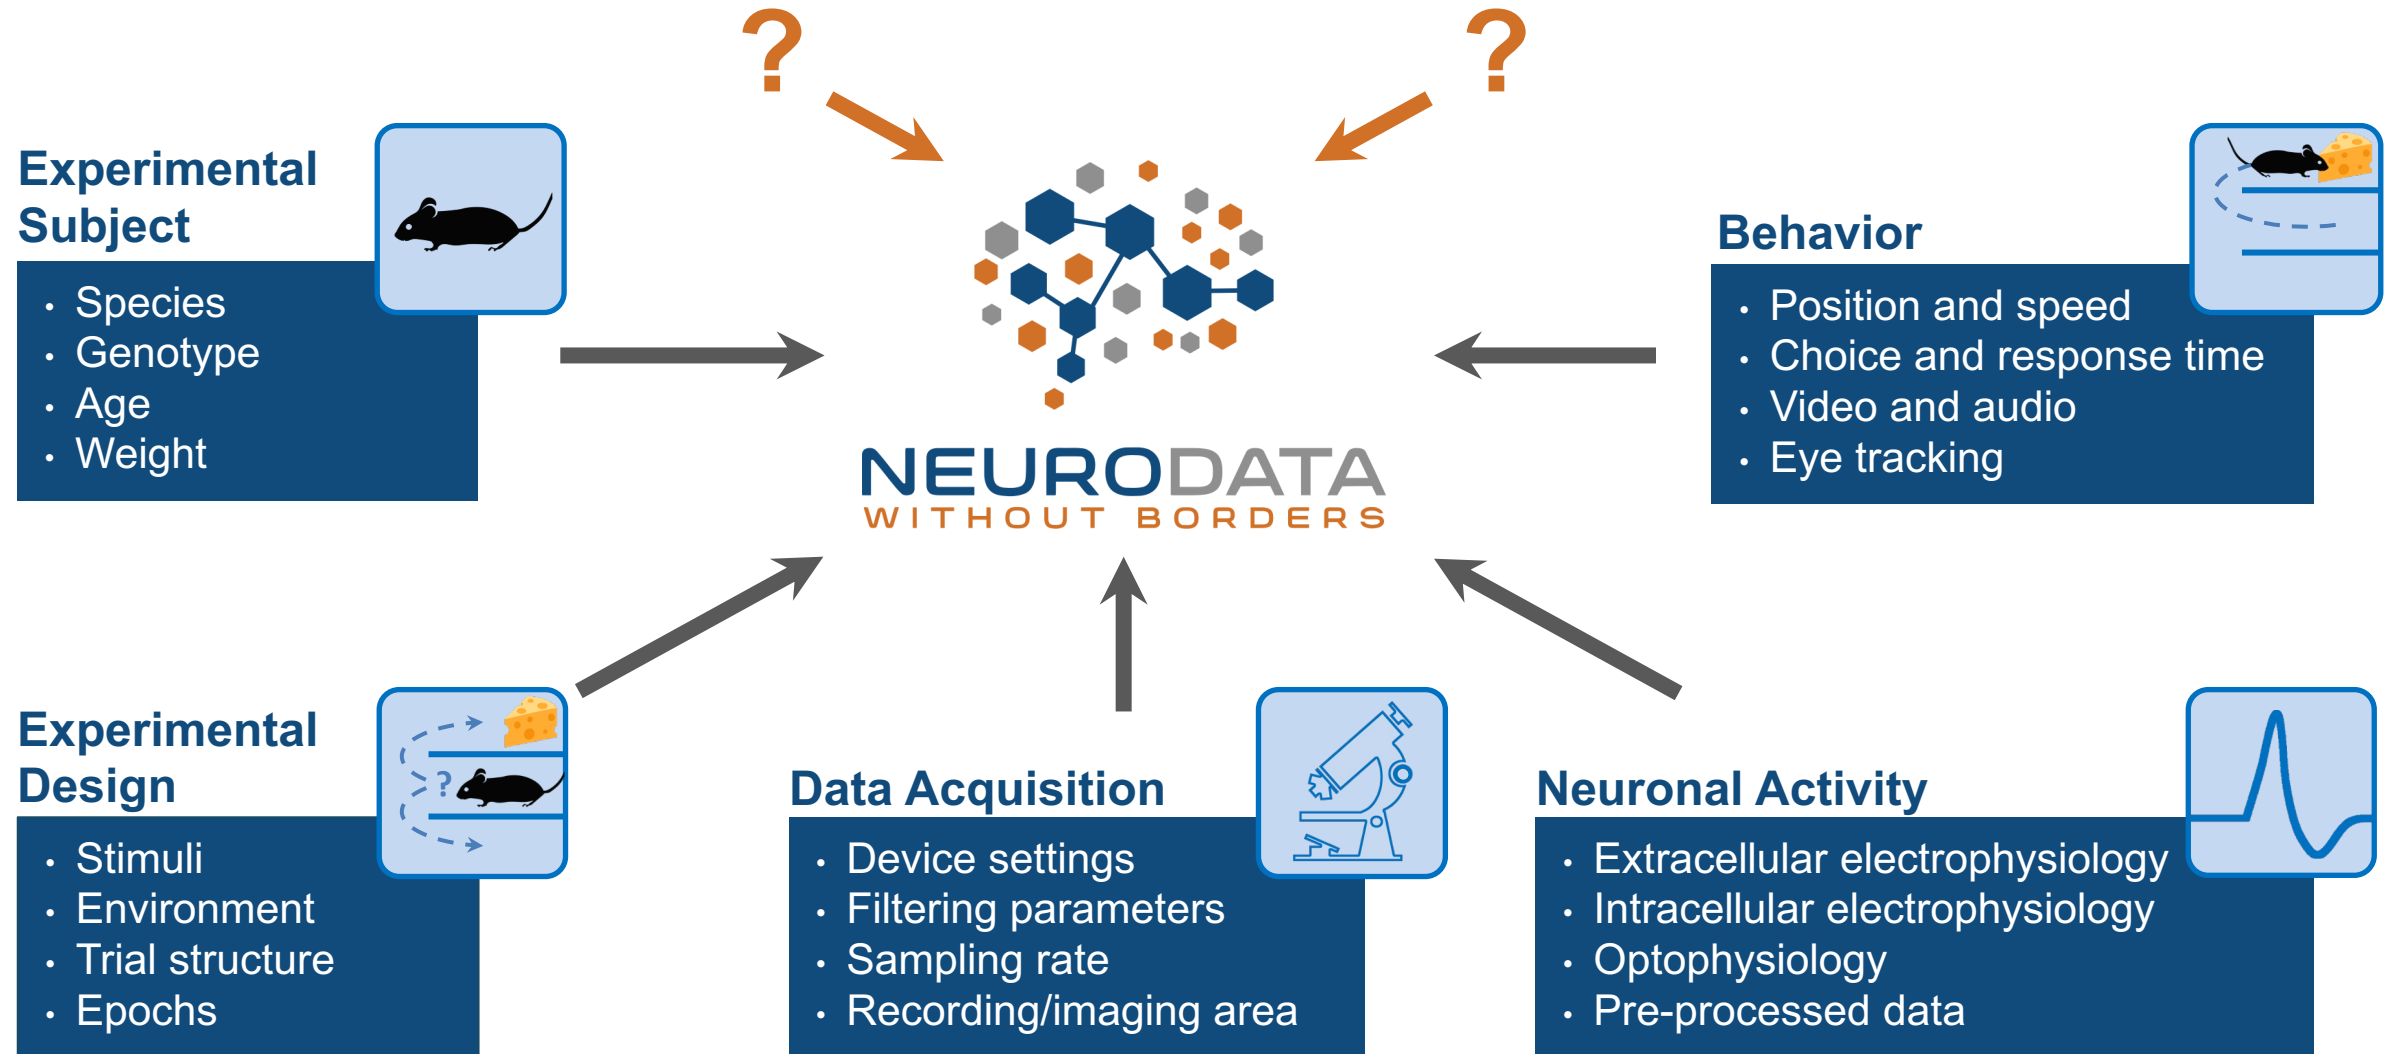 ?
?
Experimental
Subject
• Species
• Genotype
• Age
• Weight
Behavior
• Position and speed
• Choice and response time
• Video and audio
• Eye tracking
NEURODATA
WITHOUT BORDERS
Experimental
Design
?
• Stimuli
• Environment
• Trial structure
• Epochs
Data Acquisition
• Device settings
• Filtering parameters
• Sampling rate
• Recording/imaging area
Neuronal Activity
• Extracellular electrophysiology
• Intracellular electrophysiology
• Optophysiology
• Pre-processed data